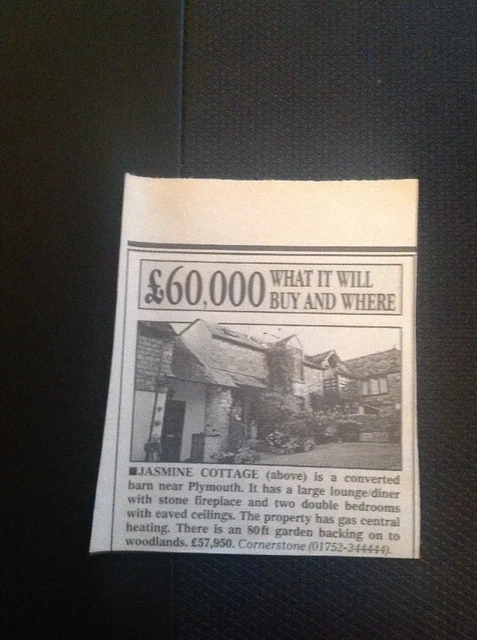 £60,000 WHAT IT WILL
BUY AND WHERE
■JASMINE COTTAGE (above) is a converted
barn near Plymouth. It has a large lounge/diner
with stone fireplace and two double bedrooms
with eaved ceilings. The property has gas central
heating. There is an 80ft garden backing on to
woodlands. £57,950. Cornerstone (01752-344444).